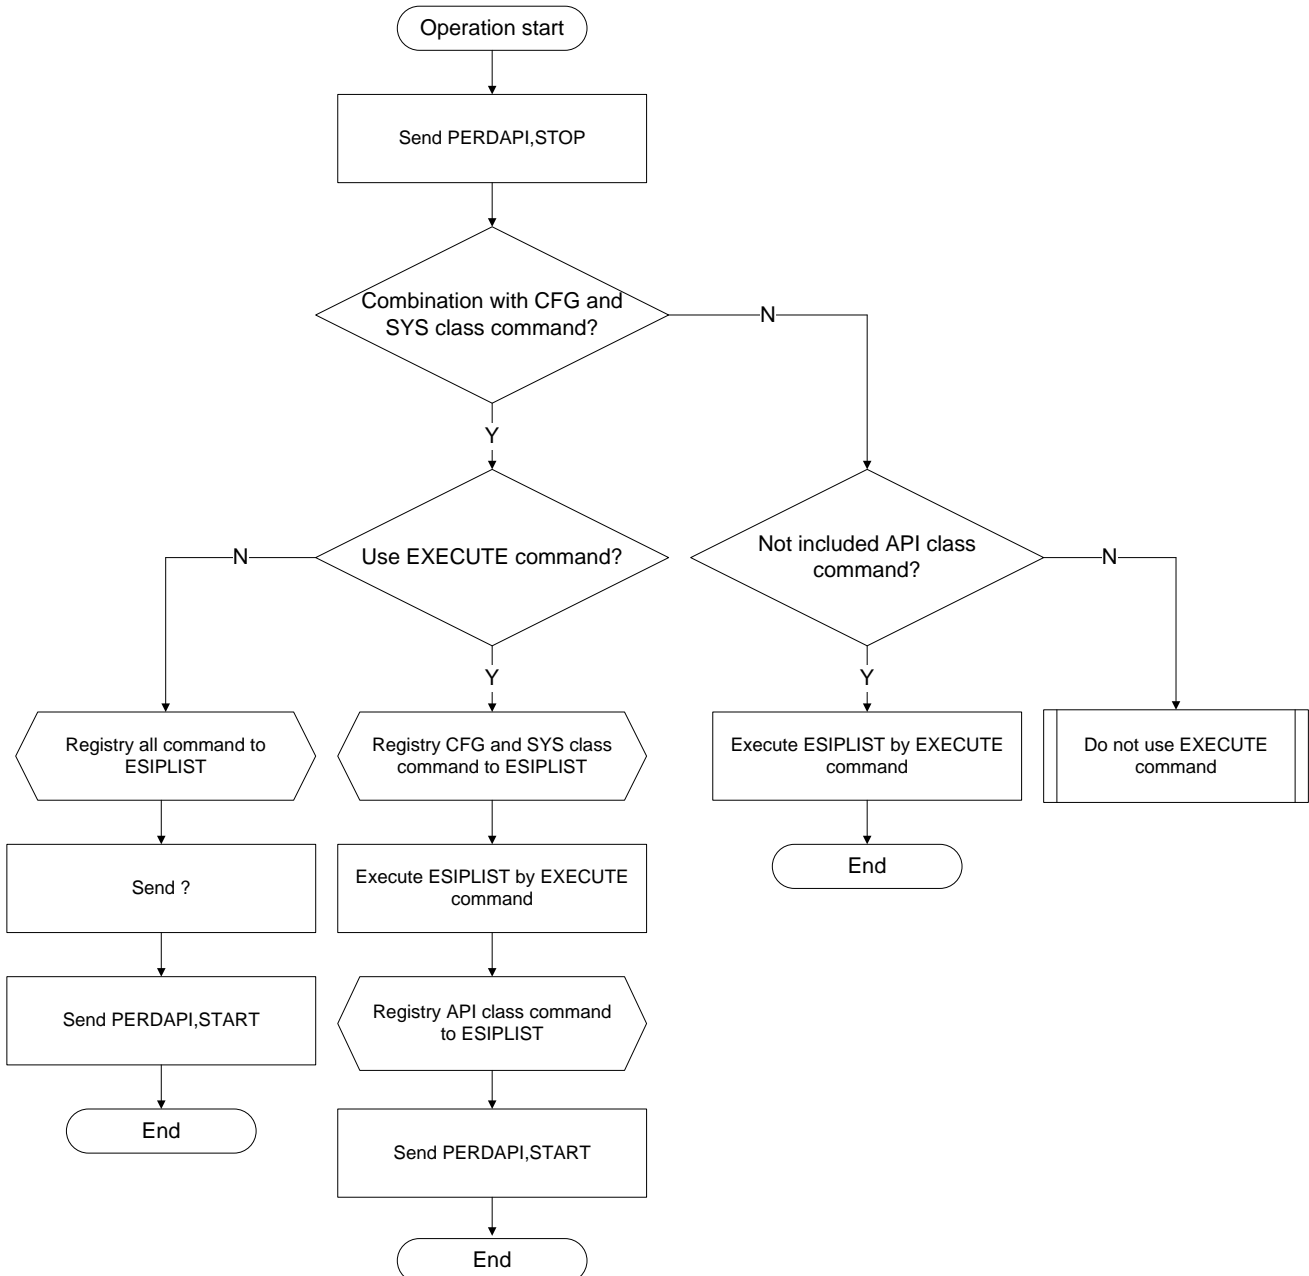 Operation start
Send PERDAPI,STOP
Combination with CFG and
SYS class command?
N
Y
Use EXECUTE command?
N
Not included API class
command?
N
Y
Y
Registry all command to
ESIPLIST
Registry CFG and SYS class
command to ESIPLIST
Execute ESIPLIST by EXECUTE
command
Do not use EXECUTE
command
Send ?
Execute ESIPLIST by EXECUTE
command
End
Send PERDAPI,START
Registry API class command
to ESIPLIST
End
Send PERDAPI,START
End